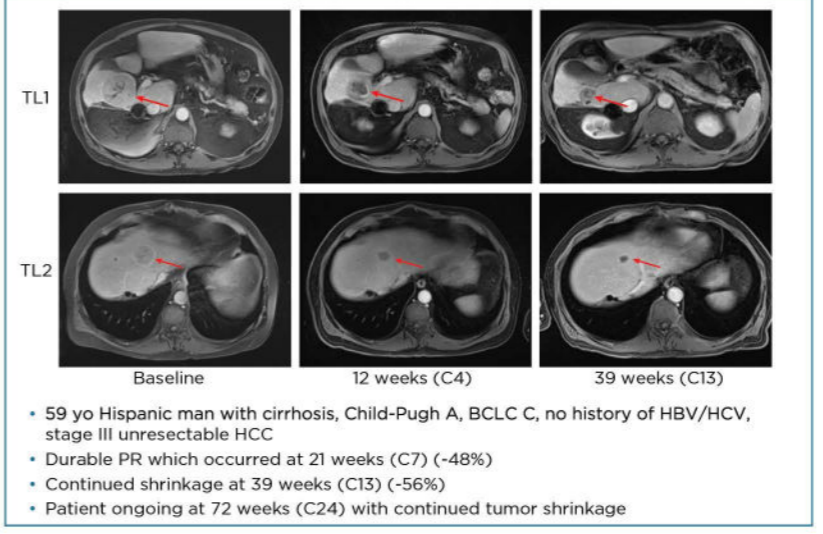 TL1
TL2
Baseline
12 weeks (C4)
39 weeks (C13)
• 59 yo Hispanic man with cirrhosis, Child-Pugh A, BCLC C, no history of HBV/HCV,
stage III unresectable HCC
• Durable PR which occurred at 21 weeks (C7) (-48%)
• Continued shrinkage at 39 weeks (C13) (-56%)
• Patient ongoing at 72 weeks (C24) with continued tumor shrinkage